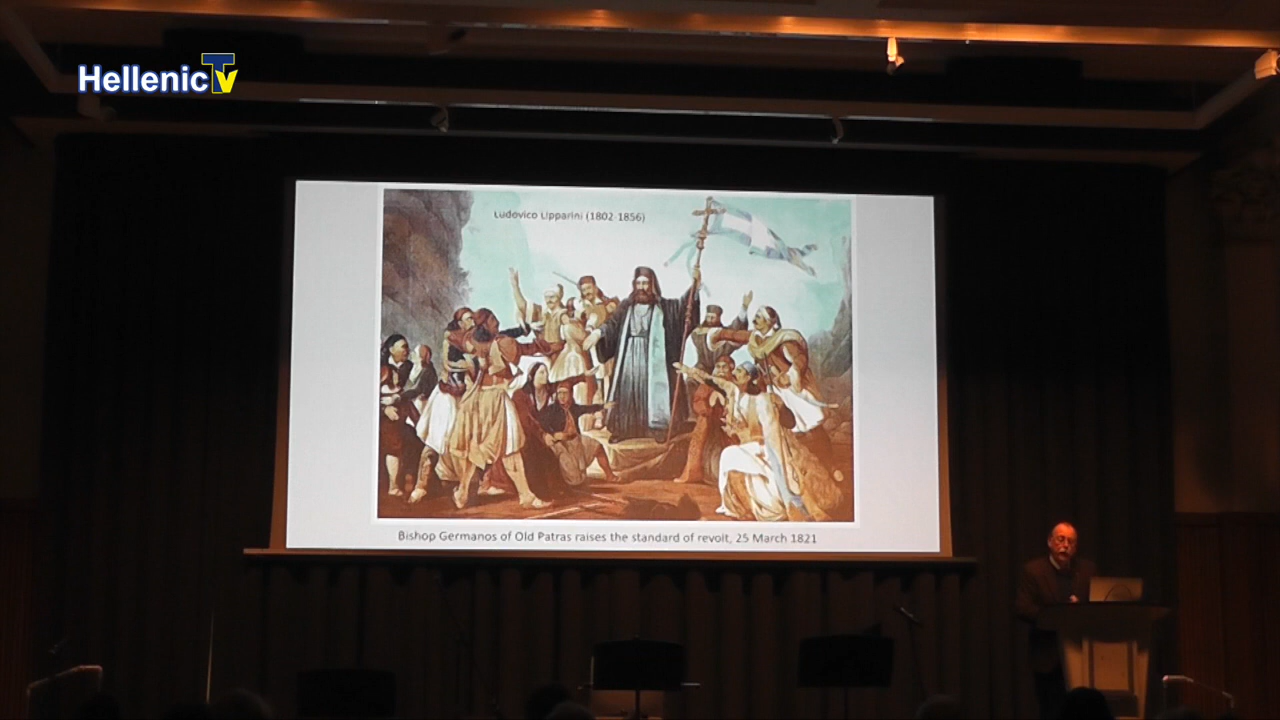 HellenicTv
Ludovico Lipparini (1802-1856)
Bishop Germanos of Old Patras raises the standard of revolt, 25 March 1821